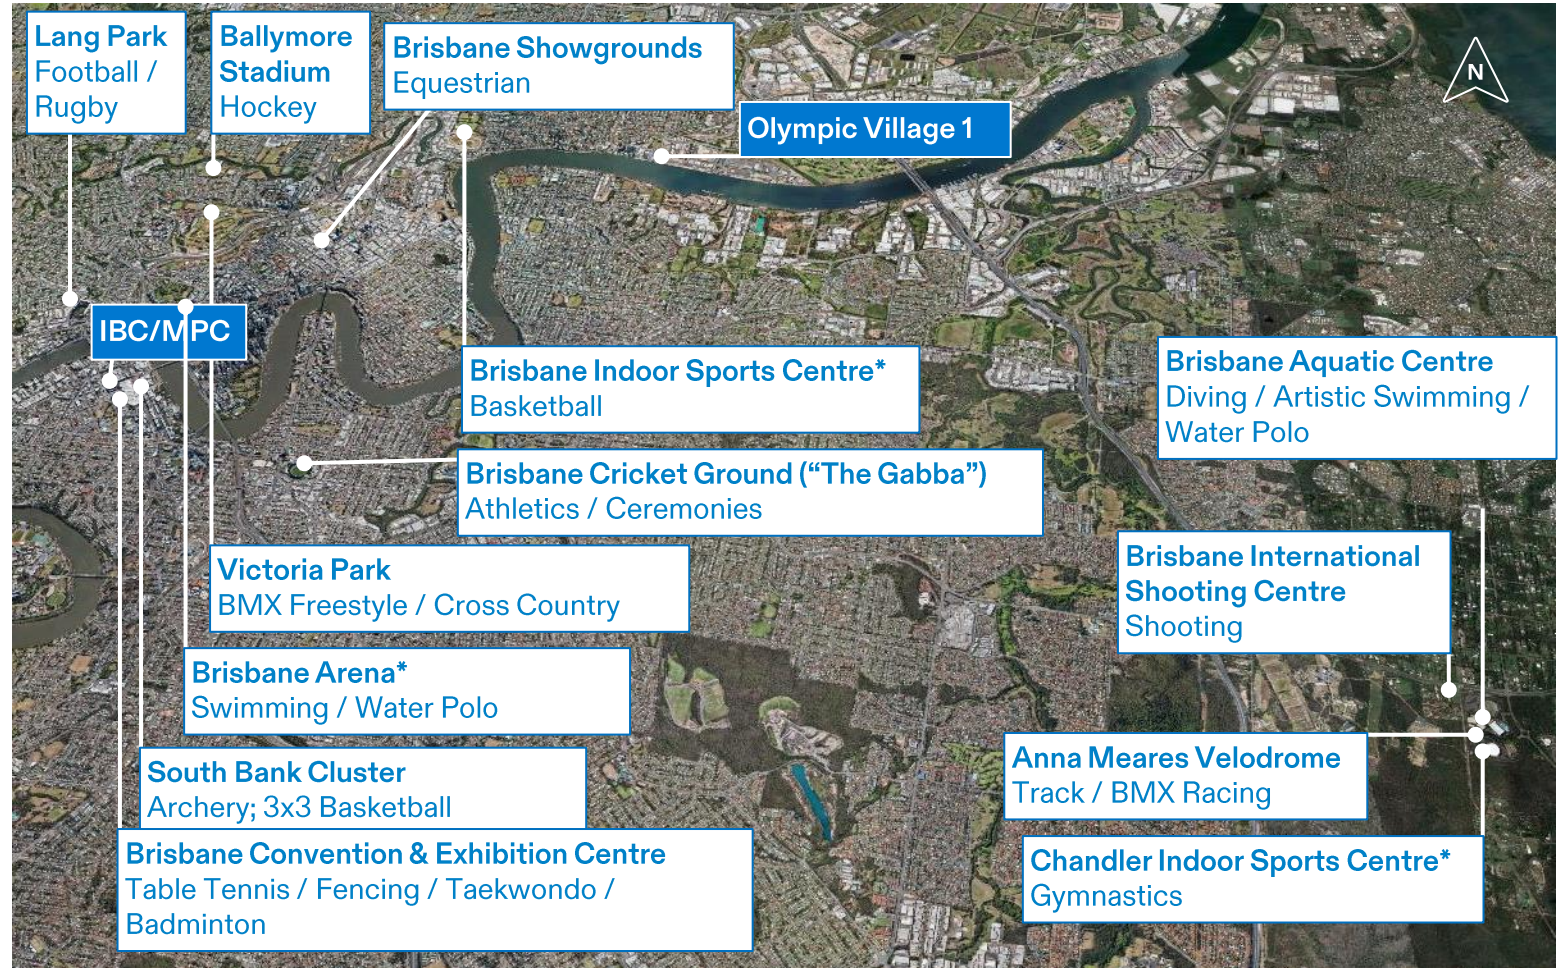 Lang Park
Football /
Rugby
Ballymore
Stadium
Hockey
Brisbane Showgrounds
Equestrian
Olympic Village 1
N
IBC/MPC
Brisbane Indoor Sports Centre*
Basketball
Brisbane Aquatic Centre
Diving / Artistic Swimming /
Water Polo
Brisbane Cricket Ground (“The Gabba”)
Athletics / Ceremonies
Victoria Park
BMX Freestyle / Cross Country
Brisbane International
Shooting Centre
Shooting
Brisbane Arena*
Swimming / Water Polo
South Bank Cluster
Archery; 3x3 Basketball
Anna Meares Velodrome
Track / BMX Racing
Brisbane Convention & Exhibition Centre
Table Tennis / Fencing / Taekwondo /
Badminton
Chandler Indoor Sports Centre*
Gymnastics